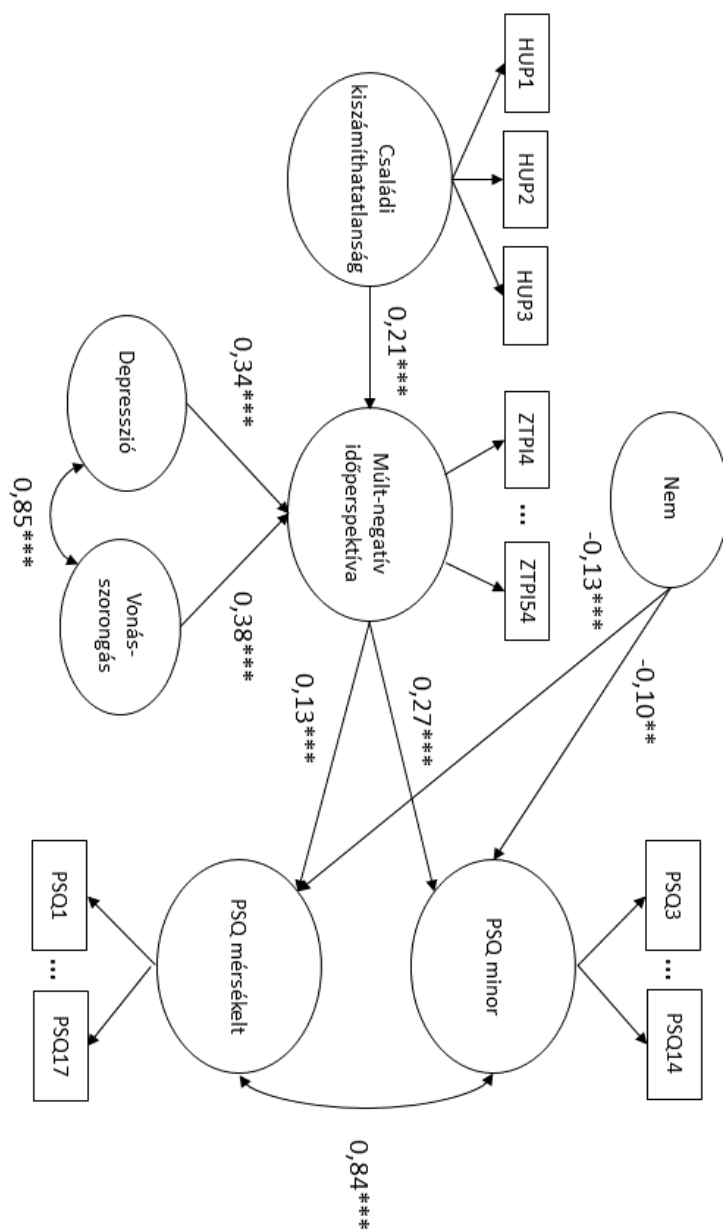 HUP1
HUP2
HUP3
Családi
kiszámíthatatlanság
0,21***
ZTPI4
...
ZTPI54
Nem
Múlt-negatív
időperspektíva
-0,13***
-0,10**
Depresszió
0,34***
Vonás-
szorongás
0,38***
0,85***
0,27***
0,13***
PSQ3
...
PSQ14
PSQ minor
PSQ mérsékelt
PSQ1
...
PSQ17
0,84***